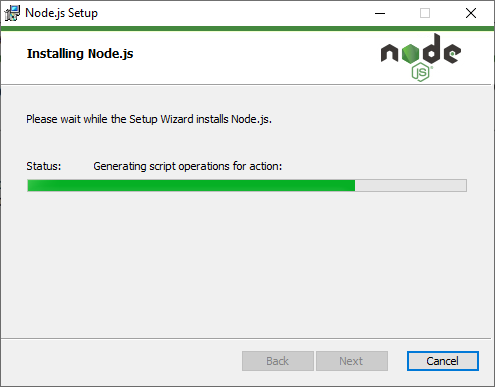 Node.js Setup
Installing Node.js
node
JS
Please wait while the Setup Wizard installs Node.js.
Status: Generating script operations for action:
Back Next Cancel